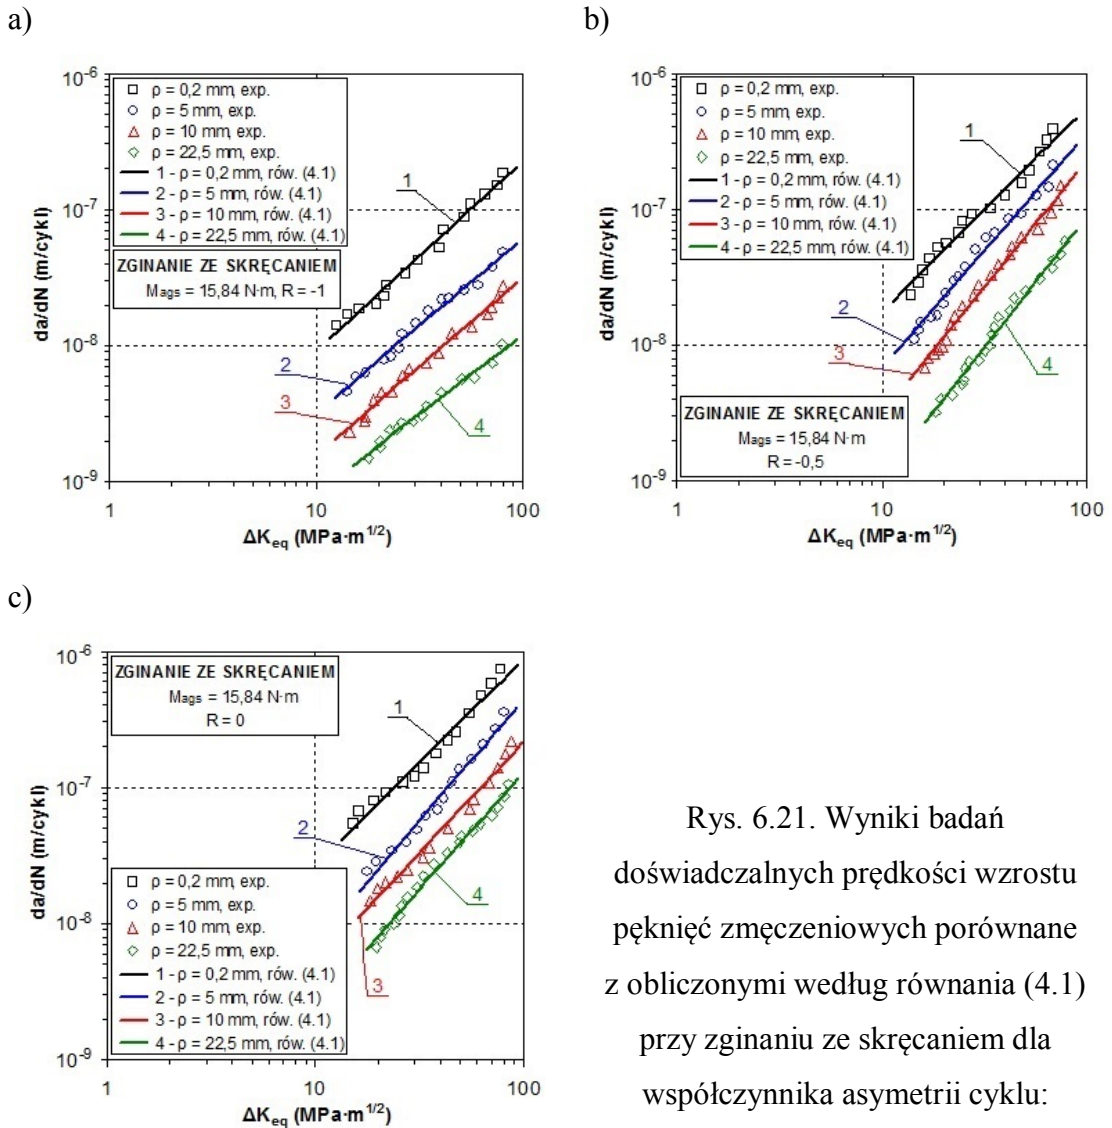 a)
10⁻⁶
ρ = 0,2 mm, exp.
ρ = 5 mm, exp.
ρ = 10 mm, exp.
ρ = 22,5 mm, exp.
1 - ρ = 0,2 mm, rów. (4.1)
2 - ρ = 5 mm, rów. (4.1)
3 - ρ = 10 mm, rów. (4.1)
4 - ρ = 22,5 mm, rów. (4.1)
ZGINANIE ZE SKRĘCANIEM
Mags = 15,84 N·m, R = -1
10⁻⁷
10⁻⁸
10⁻⁹
da/dN (m/cykl)
1
2
3
4
1 10 100
ΔKeq (MPa·m¹/²)
b)
10⁻⁶
ρ = 0,2 mm, exp.
ρ = 5 mm, exp.
ρ = 10 mm, exp.
ρ = 22,5 mm, exp.
1 - ρ = 0,2 mm, rów. (4.1)
2 - ρ = 5 mm, rów. (4.1)
3 - ρ = 10 mm, rów. (4.1)
4 - ρ = 22,5 mm, rów. (4.1)
10⁻⁷
10⁻⁸
10⁻⁹
da/dN (m/cykl)
1
2
3
4
ZGINANIE ZE SKRĘCANIEM
Mags = 15,84 N·m
R = -0,5
1 10 100
ΔKeq (MPa·m¹/²)
c)
10⁻⁶
ZGINANIE ZE SKRĘCANIEM
Mags = 15,84 N·m
R = 0
10⁻⁷
10⁻⁸
10⁻⁹
da/dN (m/cykl)
1
2
4
3
ρ = 0,2 mm, exp.
ρ = 5 mm, exp.
ρ = 10 mm, exp.
ρ = 22,5 mm, exp.
1 - ρ = 0,2 mm, rów. (4.1)
2 - ρ = 5 mm, rów. (4.1)
3 - ρ = 10 mm, rów. (4.1)
4 - ρ = 22,5 mm, rów. (4.1)
1 10 100
ΔKeq (MPa·m¹/²)
Rys. 6.21. Wyniki badań
doświadczalnych prędkości wzrostu
pęknięć zmęczeniowych porównane
z obliczonymi według równania (4.1)
przy zginaniu ze skręcaniem dla
współczynnika asymetrii cyklu: